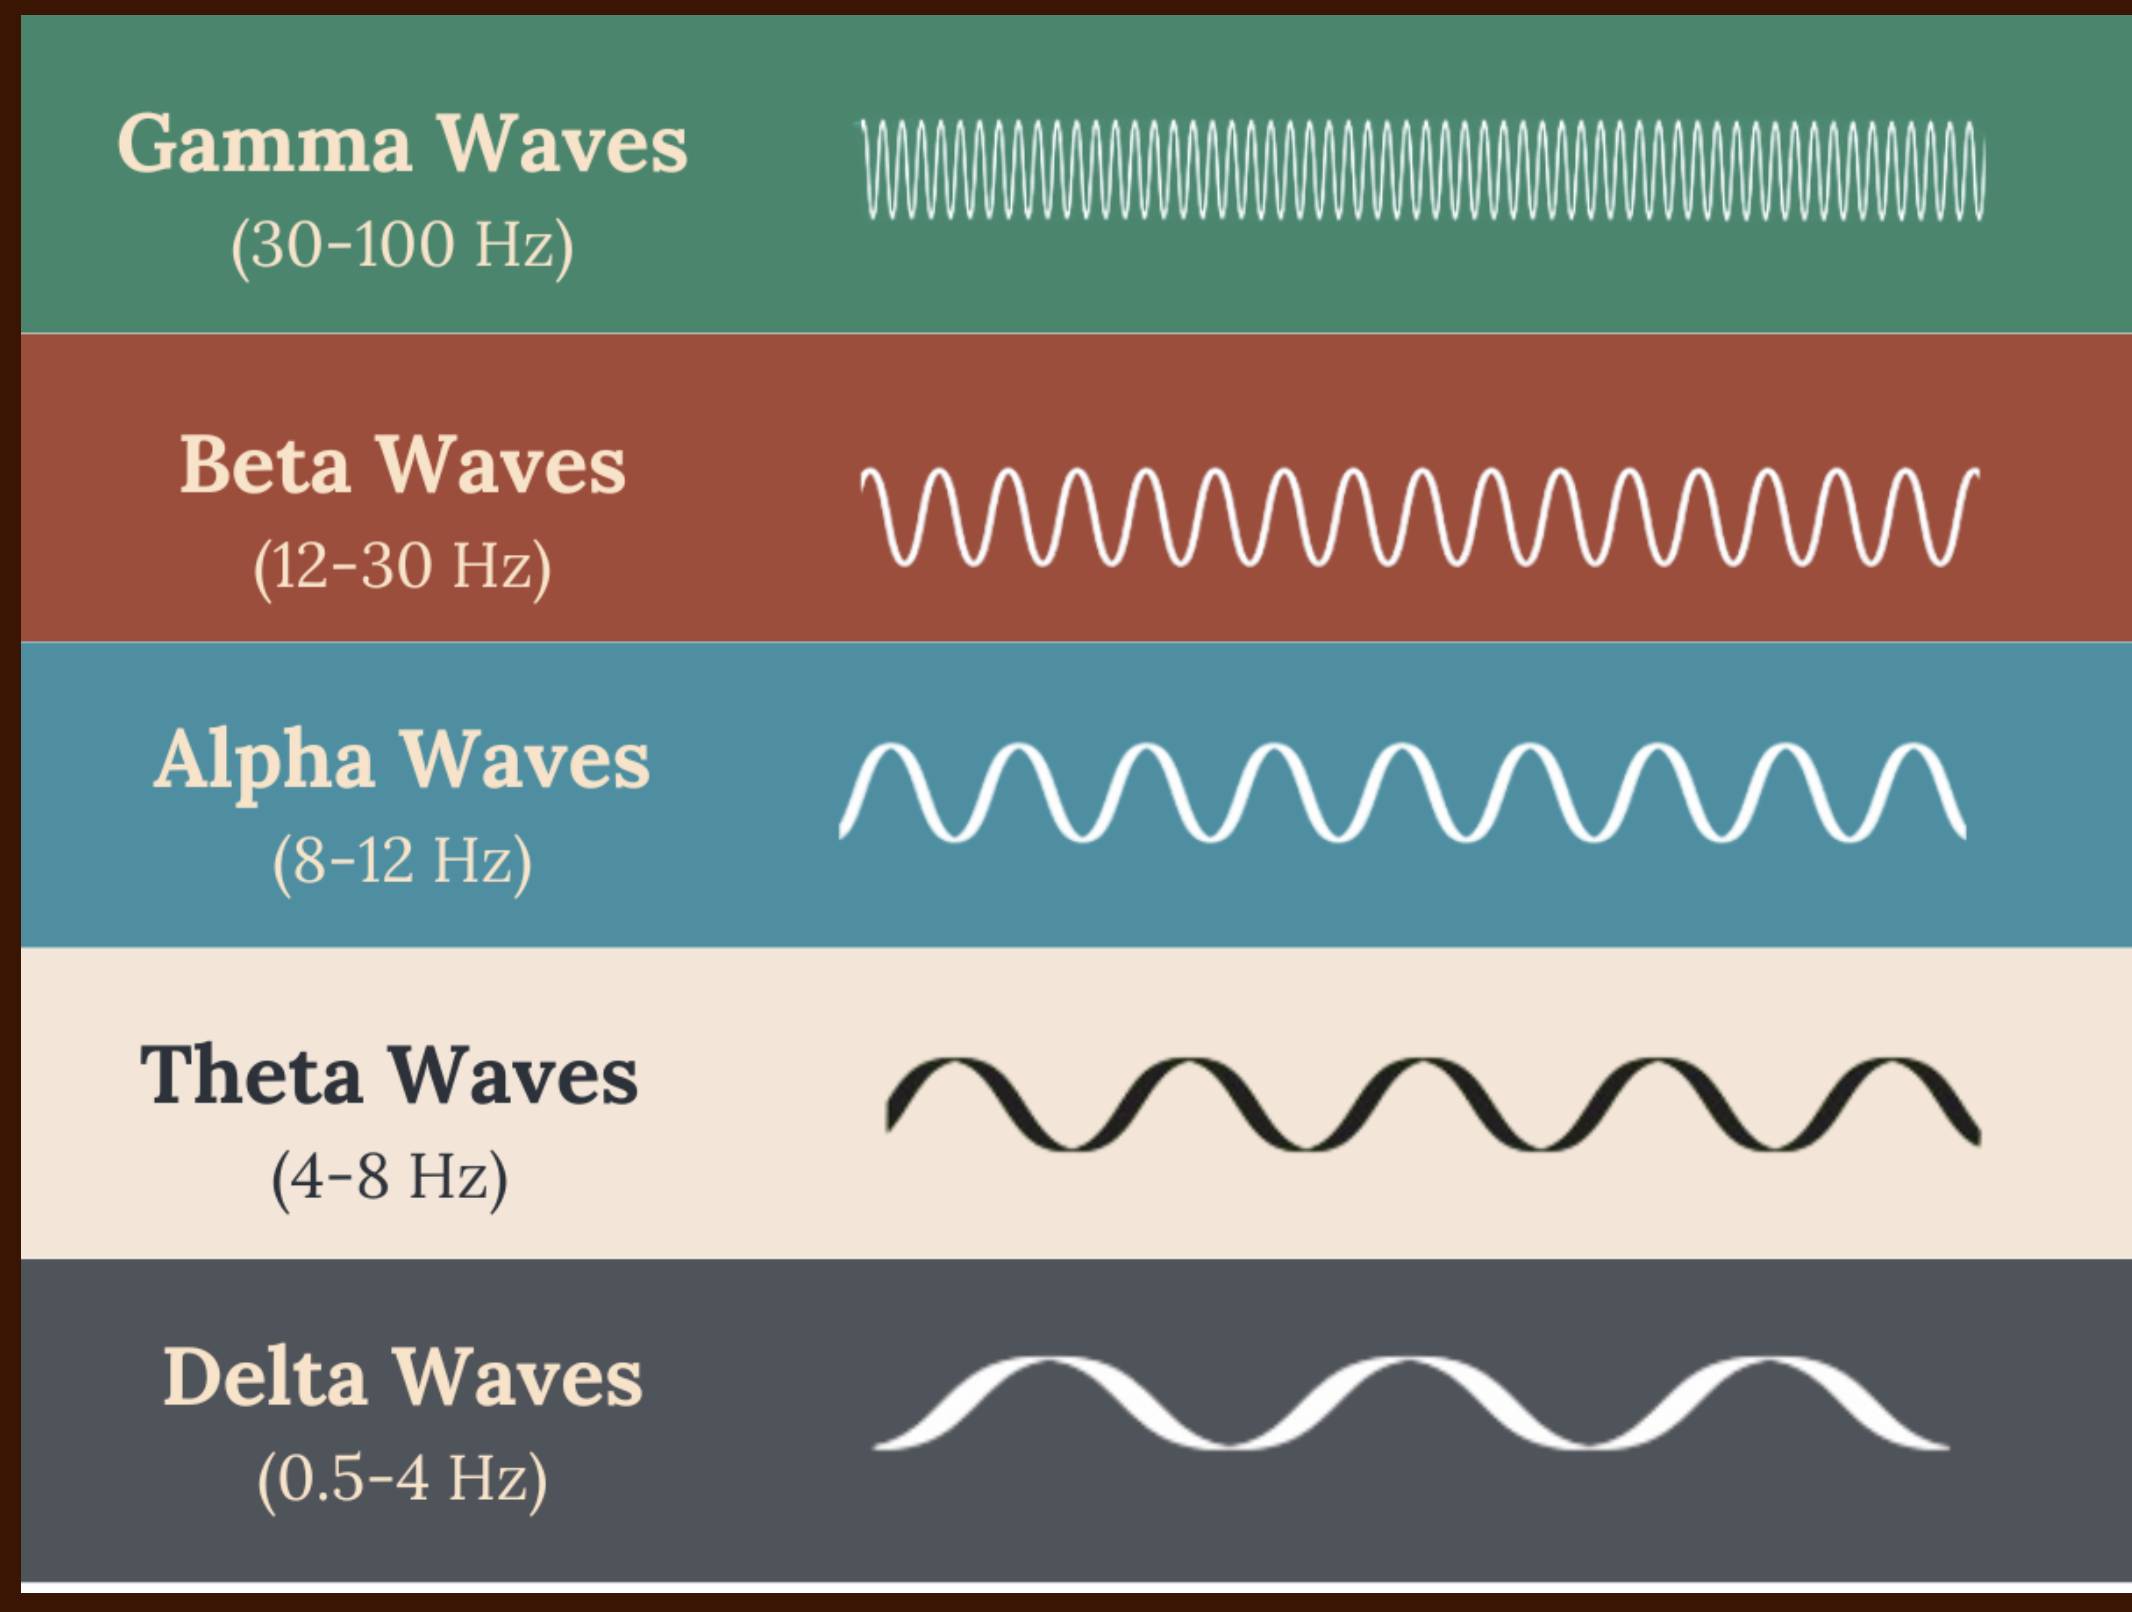 Gamma Waves
(30-100 Hz)
Beta Waves
(12-30 Hz)
Alpha Waves
(8-12 Hz)
Theta Waves
(4-8 Hz)
Delta Waves
(0.5-4 Hz)